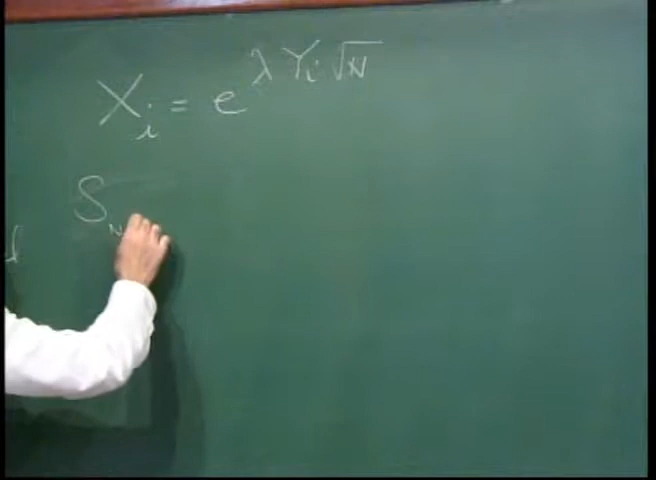 X_i = e^{λ Y_i √N}
S_N